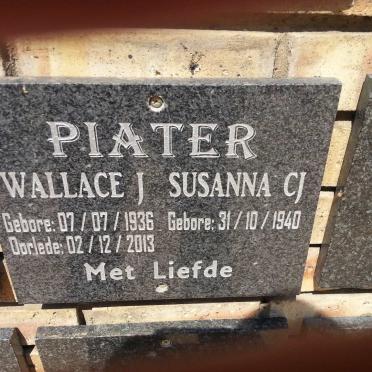 PIATER
WALLACE J SUSANNA CJ
Gebore: 07/07/1936 Gebore: 31/10/1940
Oorlede: 02/12/2013
Met Liefde